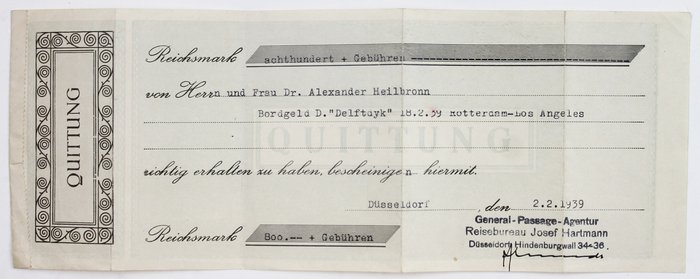 QUITTUNG
Reichsmark achthundert + Gebühren
von Herrn und Frau Dr. Alexander Heilbronn
Bordgeld D. "Delftdyk" 18.2.39 Rotterdam-Los Angeles
QUITTUNG
richtig erhalten zu haben, bescheinigen hiermit.
Düsseldorf, den 2.2.1939
Reichsmark 800.-- + Gebühren
General-Passage-Agentur
Reisebureau Josef Hartmann
Düsseldorf Hindenburgwall 34-36.